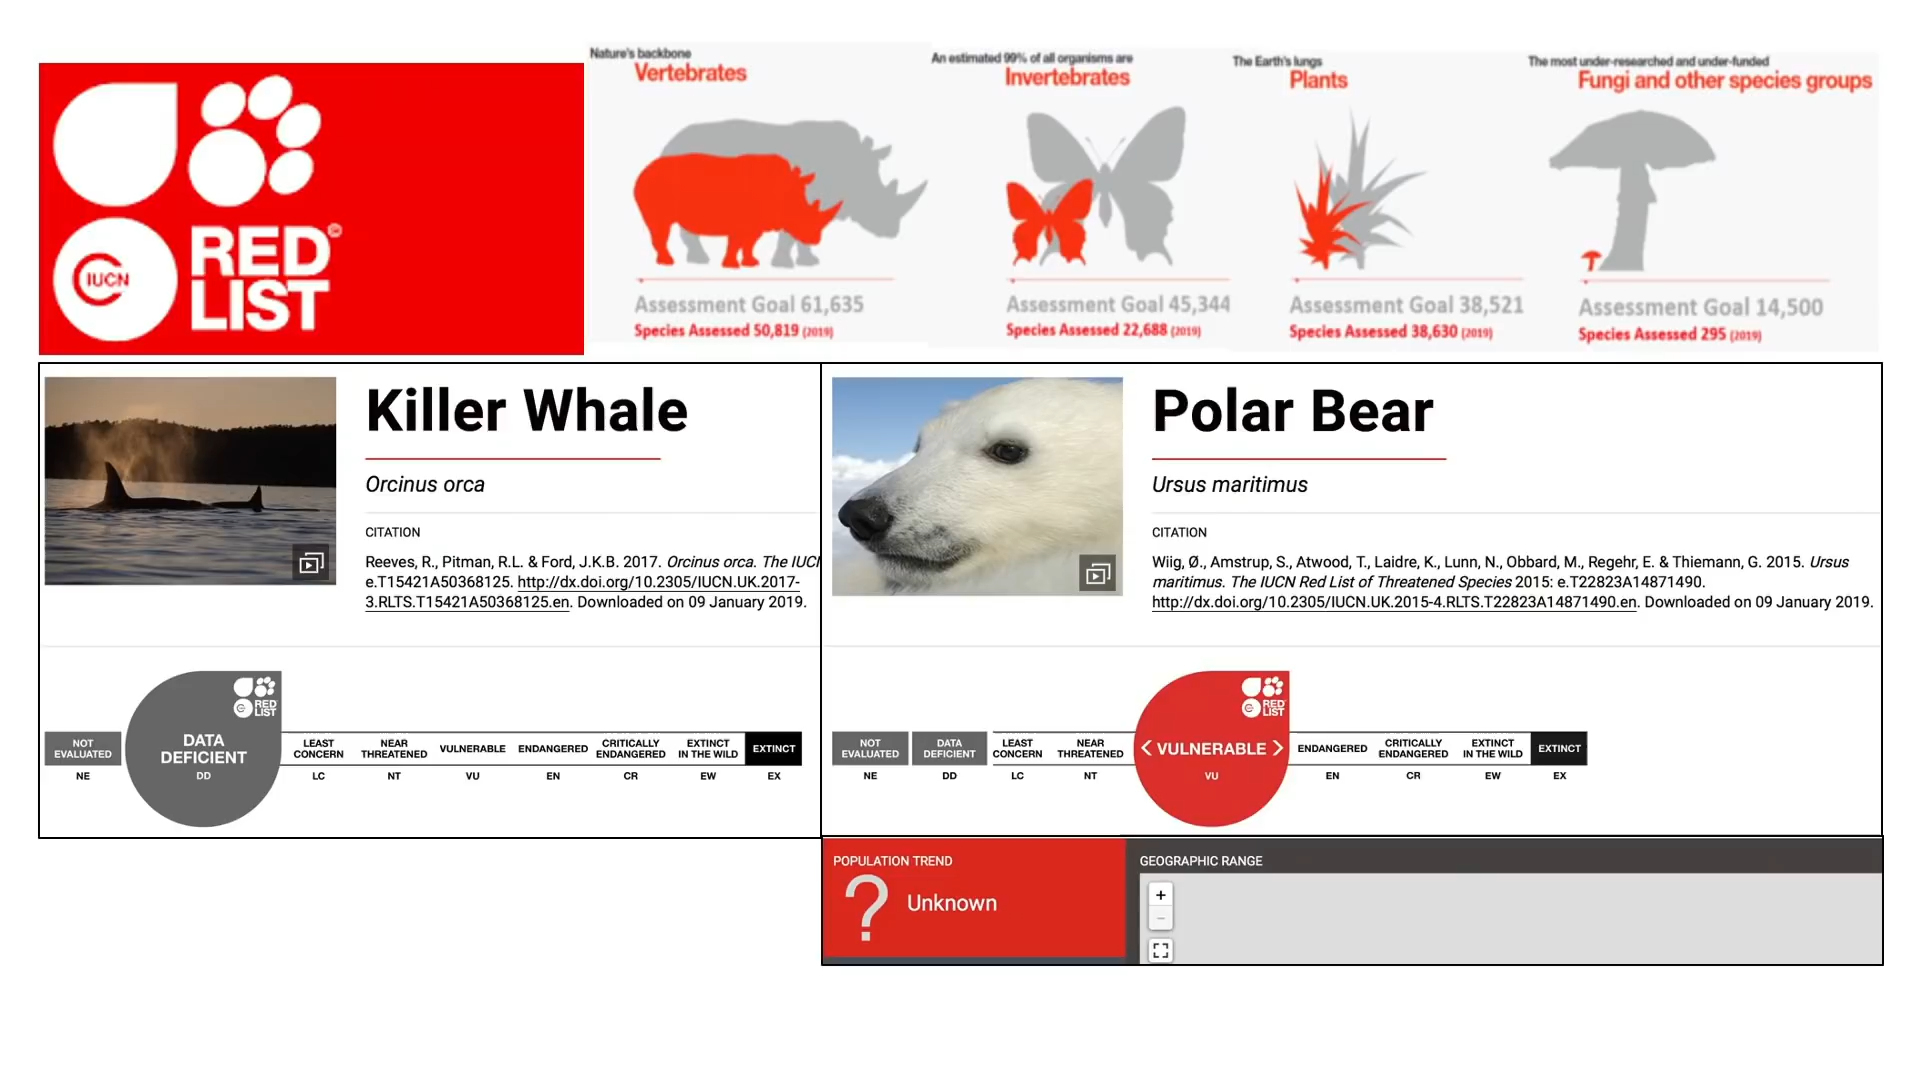 IUCN
RED
LIST
Nature's backbone
Vertebrates
Assessment Goal 61,635
Species Assessed 50,819 (2019)
An estimated 99% of all organisms are
Invertebrates
Assessment Goal 45,344
Species Assessed 22,688 (2019)
The Earth's lungs
Plants
Assessment Goal 38,521
Species Assessed 38,630 (2019)
The most under-researched and under-funded
Fungi and other species groups
Assessment Goal 14,500
Species Assessed 295 (2019)
Killer Whale
Orcinus orca
CITATION
Reeves, R., Pitman, R.L. & Ford, J.K.B. 2017. Orcinus orca. The IUCI
e.T15421A50368125. http://dx.doi.org/10.2305/IUCN.UK.2017-
3.RLTS.T15421A50368125.en. Downloaded on 09 January 2019.
RED
LIST
NOT
EVALUATED
NE
DATA
DEFICIENT
DD
LEAST
CONCERN
LC
NEAR
THREATENED
NT
VULNERABLE
VU
ENDANGERED
EN
CRITICALLY
ENDANGERED
CR
EXTINCT
IN THE WILD
EW
EXTINCT
EX
Polar Bear
Ursus maritimus
CITATION
Wiig, Ø., Amstrup, S., Atwood, T., Laidre, K., Lunn, N., Obbard, M., Regehr, E. & Thiemann, G. 2015. Ursus
maritimus. The IUCN Red List of Threatened Species 2015: e.T22823A14871490.
http://dx.doi.org/10.2305/IUCN.UK.2015-4.RLTS.T22823A14871490.en. Downloaded on 09 January 2019.
RED
LIST
NOT
EVALUATED
NE
DATA
DEFICIENT
DD
LEAST
CONCERN
LC
NEAR
THREATENED
NT
< VULNERABLE >
VU
ENDANGERED
EN
CRITICALLY
ENDANGERED
CR
EXTINCT
IN THE WILD
EW
EXTINCT
EX
POPULATION TREND
? Unknown
GEOGRAPHIC RANGE
+
−